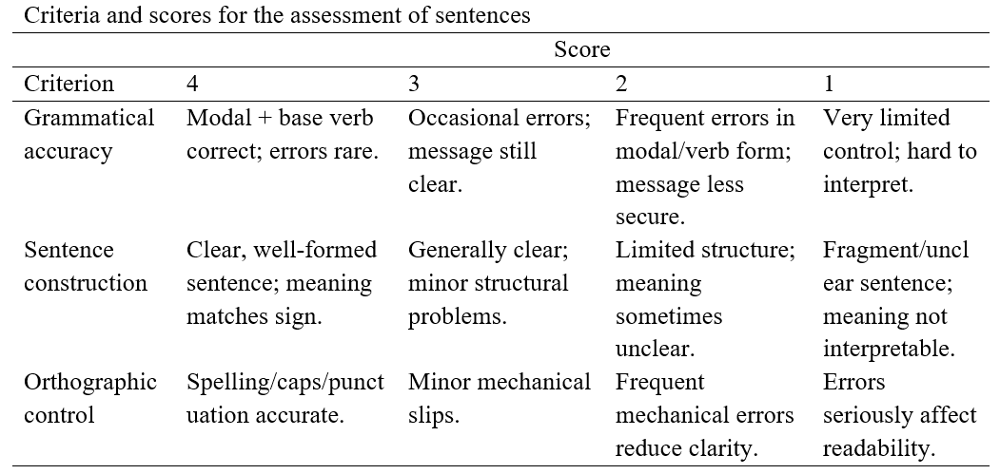 Criteria and scores for the assessment of sentences
Score
Criterion 4 3 2 1
Grammatical Modal + base verb Occasional errors; Frequent errors in Very limited
accuracy correct; errors rare. message still modal/verb form; control; hard to
clear. message less interpret.
secure.
Sentence Clear, well-formed Generally clear; Limited structure; Fragment/uncl
construction sentence; meaning minor structural meaning ear sentence;
matches sign. problems. sometimes meaning not
unclear. interpretable.
Orthographic Spelling/caps/punct Minor mechanical Frequent Errors
control uation accurate. slips. mechanical errors seriously affect
reduce clarity. readability.